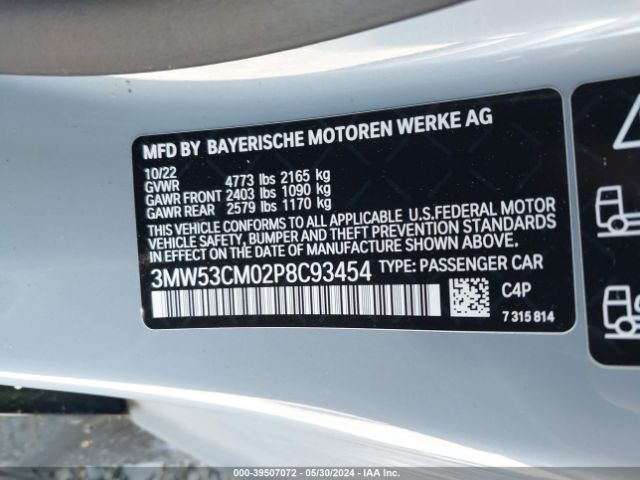 MFD BY BAYERISCHE MOTOREN WERKE AG
10/22
GVWR 4773 lbs 2165 kg
GAWR FRONT 2403 lbs 1090 kg
GAWR REAR 2579 lbs 1170 kg
THIS VEHICLE CONFORMS TO ALL APPLICABLE U.S.FEDERAL MOTOR
VEHICLE SAFETY, BUMPER AND THEFT PREVENTION STANDARDS
IN EFFECT ON THE DATE OF MANUFACTURE SHOWN ABOVE.
3MW53CM02P8C93454 TYPE: PASSENGER CAR
C4P
7 315 814
000-39507072 - 05/30/2024 - IAA Inc.